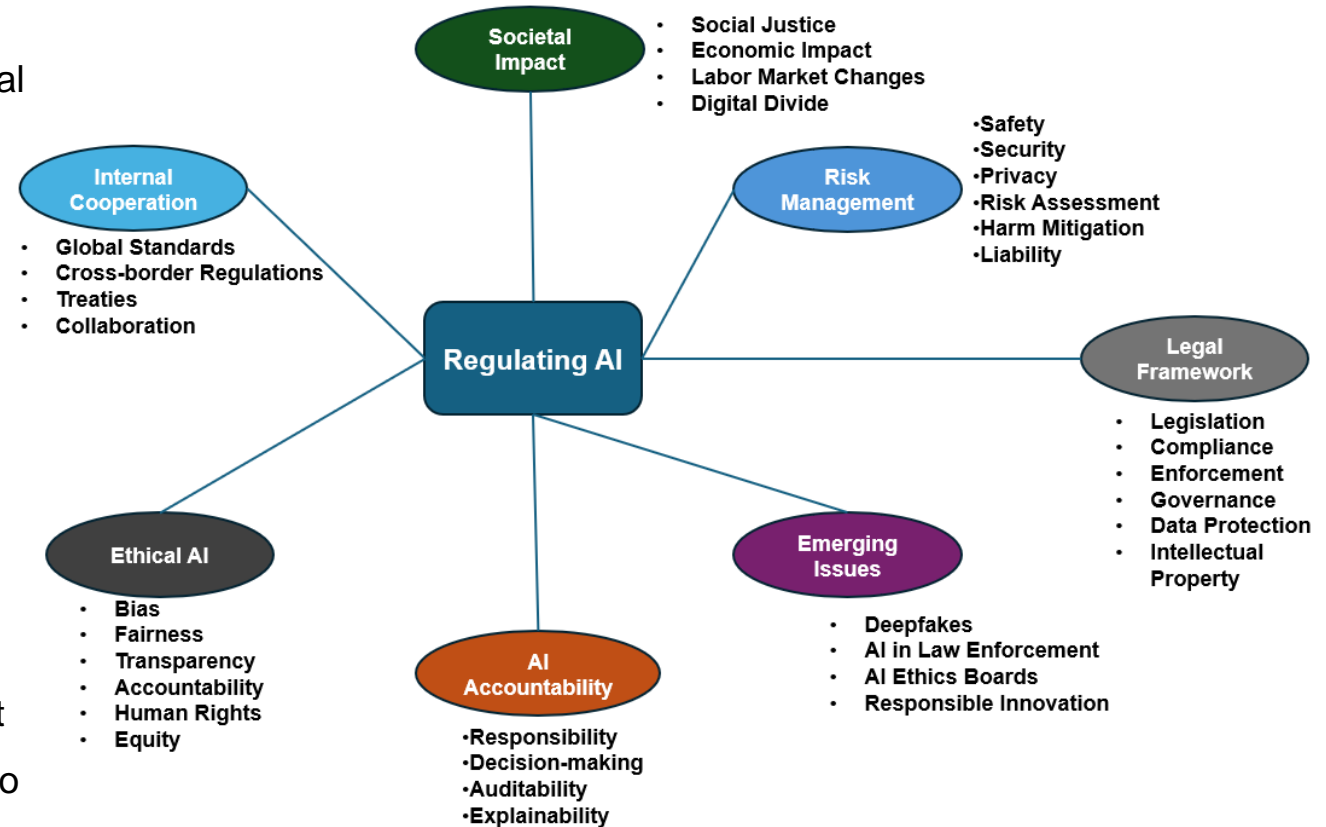 al
t
o
Societal
Impact
• Social Justice
• Economic Impact
• Labor Market Changes
• Digital Divide
Internal
Cooperation
• Global Standards
• Cross-border Regulations
• Treaties
• Collaboration
Risk
Management
•Safety
•Security
•Privacy
•Risk Assessment
•Harm Mitigation
•Liability
Regulating AI
Legal
Framework
• Legislation
• Compliance
• Enforcement
• Governance
• Data Protection
• Intellectual
Property
Ethical AI
• Bias
• Fairness
• Transparency
• Accountability
• Human Rights
• Equity
AI
Accountability
•Responsibility
•Decision-making
•Auditability
•Explainability
Emerging
Issues
• Deepfakes
• AI in Law Enforcement
• AI Ethics Boards
• Responsible Innovation